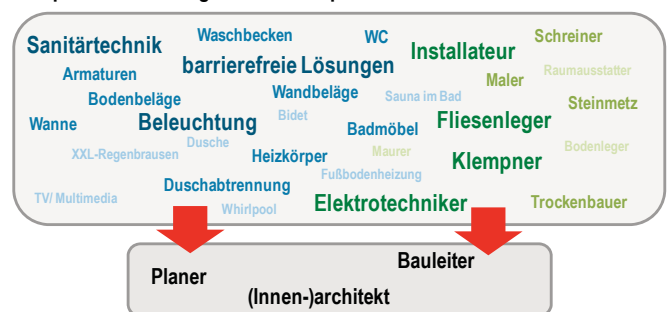 Sanitärtechnik Waschbecken WC Installateur Schreiner
Armaturen barrierefreie Lösungen Maler Raumausstatter
Bodenbeläge Wandbeläge Sauna im Bad Steinmetz
Wanne Beleuchtung Bidet Badmöbel Fliesenleger
XXL-Regenbrausen Dusche Heizkörper Maurer Klempner Bodenleger
Duschabtrennung Fußbodenheizung
TV/ Multimedia Whirlpool Elektrotechniker Trockenbauer
Planer Bauleiter
(Innen-)architekt